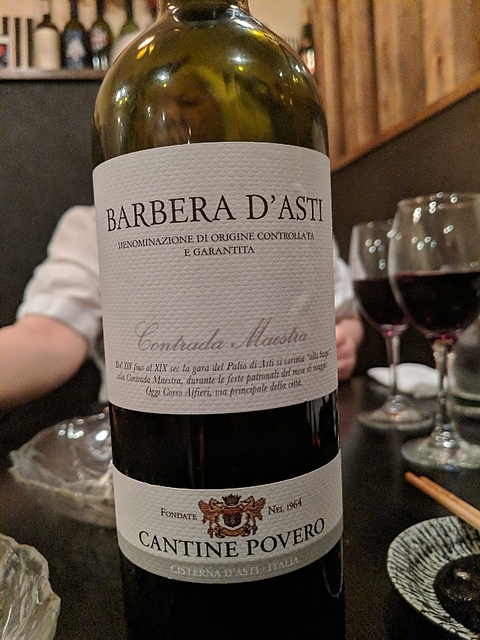 BARBERA D'ASTI
DENOMINAZIONE DI ORIGINE CONTROLLATA
E GARANTITA
Contrada Maestra
Dal XIV fino al XIX sec la gara del Palio di Asti si correva "alla lunga"
sulla Contrada Maestra, durante le feste patronali del mese di maggio.
Oggi Corso Alfieri, via principale della città.
FONDATE NEL 1964
CANTINE POVERO
CISTERNA D'ASTI - ITALIA